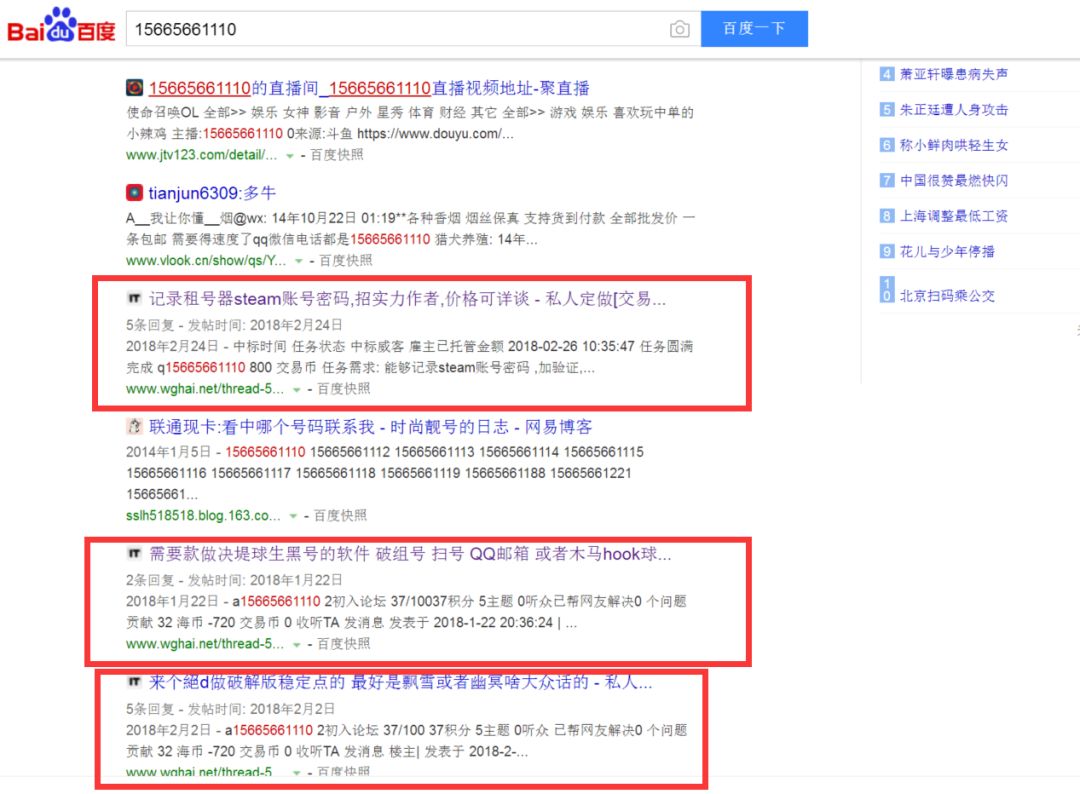 Bai du 百度
15665661110
百度一下
15665661110的直播间_15665661110直播视频地址-聚直播
使命召唤OL 全部>> 娱乐 女神 影音 户外 星秀 体育 财经 其它 全部>> 游戏 娱乐 喜欢玩中单的
小辣鸡 主播:15665661110 0来源:斗鱼 https://www.douyu.com/...
www.jtv123.com/detail/... - 百度快照
tianjun6309:多牛
A__我让你懂__烟@wx: 14年10月22日 01:19**各种香烟 烟丝保真 支持货到付款 全部批发价 一
条包邮 需要得速度了qq微信电话都是15665661110 猎犬养殖: 14年...
www.vlook.cn/show/qs/Y... - 百度快照
IT 记录租号器steam账号密码,招实力作者,价格可详谈 - 私人定做[交易...
5条回复 - 发帖时间: 2018年2月24日
2018年2月24日 - 中标时间 任务状态 中标威客 雇主已托管金额 2018-02-26 10:35:47 任务圆满
完成 q15665661110 800 交易币 任务需求: 能够记录steam账号密码 ,加验证,...
www.wghai.net/thread-5... - 百度快照
联通现卡:看中哪个号码联系我 - 时尚靓号的日志 - 网易博客
2014年1月5日 - 15665661110 15665661112 15665661113 15665661114 15665661115
15665661116 15665661117 15665661118 15665661119 15665661188 15665661221
15665661...
sslh518518.blog.163.co... - 百度快照
IT 需要款做决堤球生黑号的软件 破组号 扫号 QQ邮箱 或者木马hook球...
2条回复 - 发帖时间: 2018年1月22日
2018年1月22日 - a15665661110 2初入论坛 37/10037积分 5主题 0听众已帮网友解决0 个问题
贡献 32 海币 -720 交易币 0 收听TA 发消息 发表于 2018-1-22 20:36:24 | ...
www.wghai.net/thread-5... - 百度快照
IT 来个絕d做破解版稳定点的 最好是飘雪或者幽冥啥大众话的 - 私人...
5条回复 - 发帖时间: 2018年2月2日
2018年2月2日 - a15665661110 2初入论坛 37/100 37积分 5主题 0听众 已帮网友解决0 个问题
贡献 32 海币 -720 交易币 0 收听TA 发消息 楼主| 发表于 2018-2-...
www.wghai.net/thread-5... - 百度快照
4 萧亚轩曝患病失声
5 朱正廷遭人身攻击
6 称小鲜肉哄轻生女
7 中国很赞最燃快闪
8 上海调整最低工资
9 花儿与少年停播
10 北京扫码乘公交